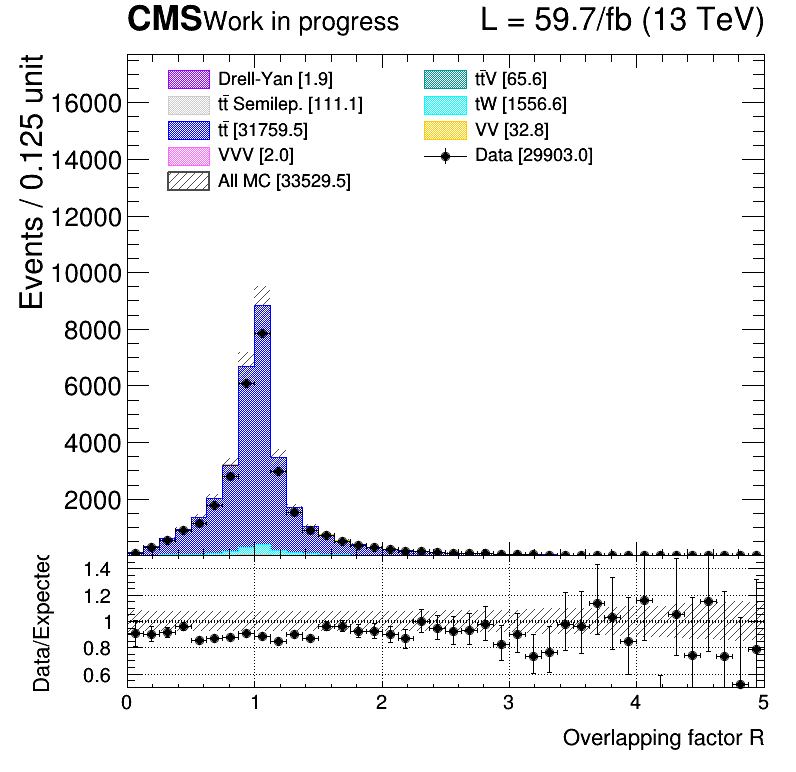 CMS Work in progress L = 59.7/fb (13 TeV)
Events / 0.125 unit
Drell-Yan [1.9]
tt̄ Semilep. [111.1]
tt̄ [31759.5]
VVV [2.0]
All MC [33529.5]
tt̄V [65.6]
tW [1556.6]
VV [32.8]
Data [29903.0]
16000
14000
12000
10000
8000
6000
4000
2000
Data/Expected
1.4
1.2
1
0.8
0.6
0 1 2 3 4 5
Overlapping factor R